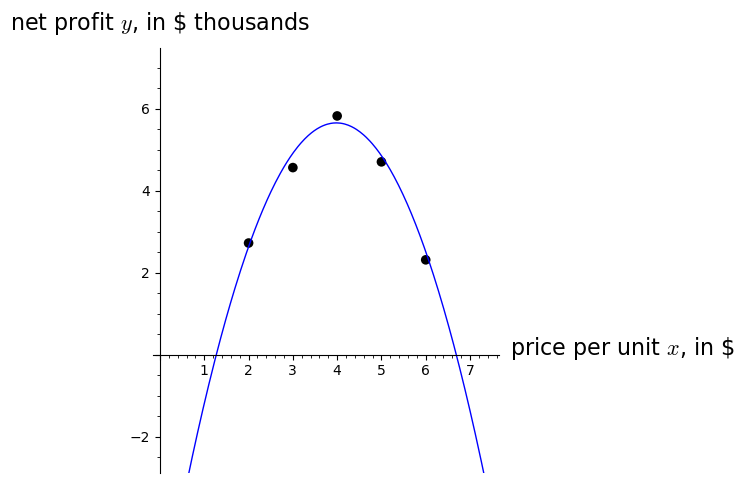 net profit y, in $ thousands
6
4
2
price per unit x, in $
1 2 3 4 5 6 7
−2